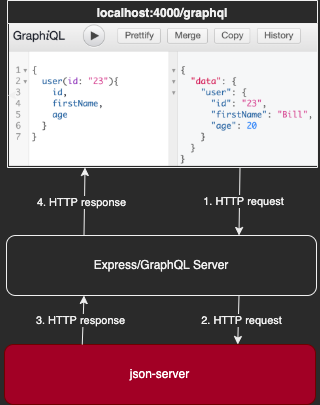 localhost:4000/graphql
GraphiQL Prettify Merge Copy History
1 {
2 user(id: "23"){
3 id,
4 firstName,
5 age
6 }
7 }
{
"data": {
"user": {
"id": "23",
"firstName": "Bill",
"age": 20
}
}
}
4. HTTP response
1. HTTP request
Express/GraphQL Server
3. HTTP response
2. HTTP request
json-server